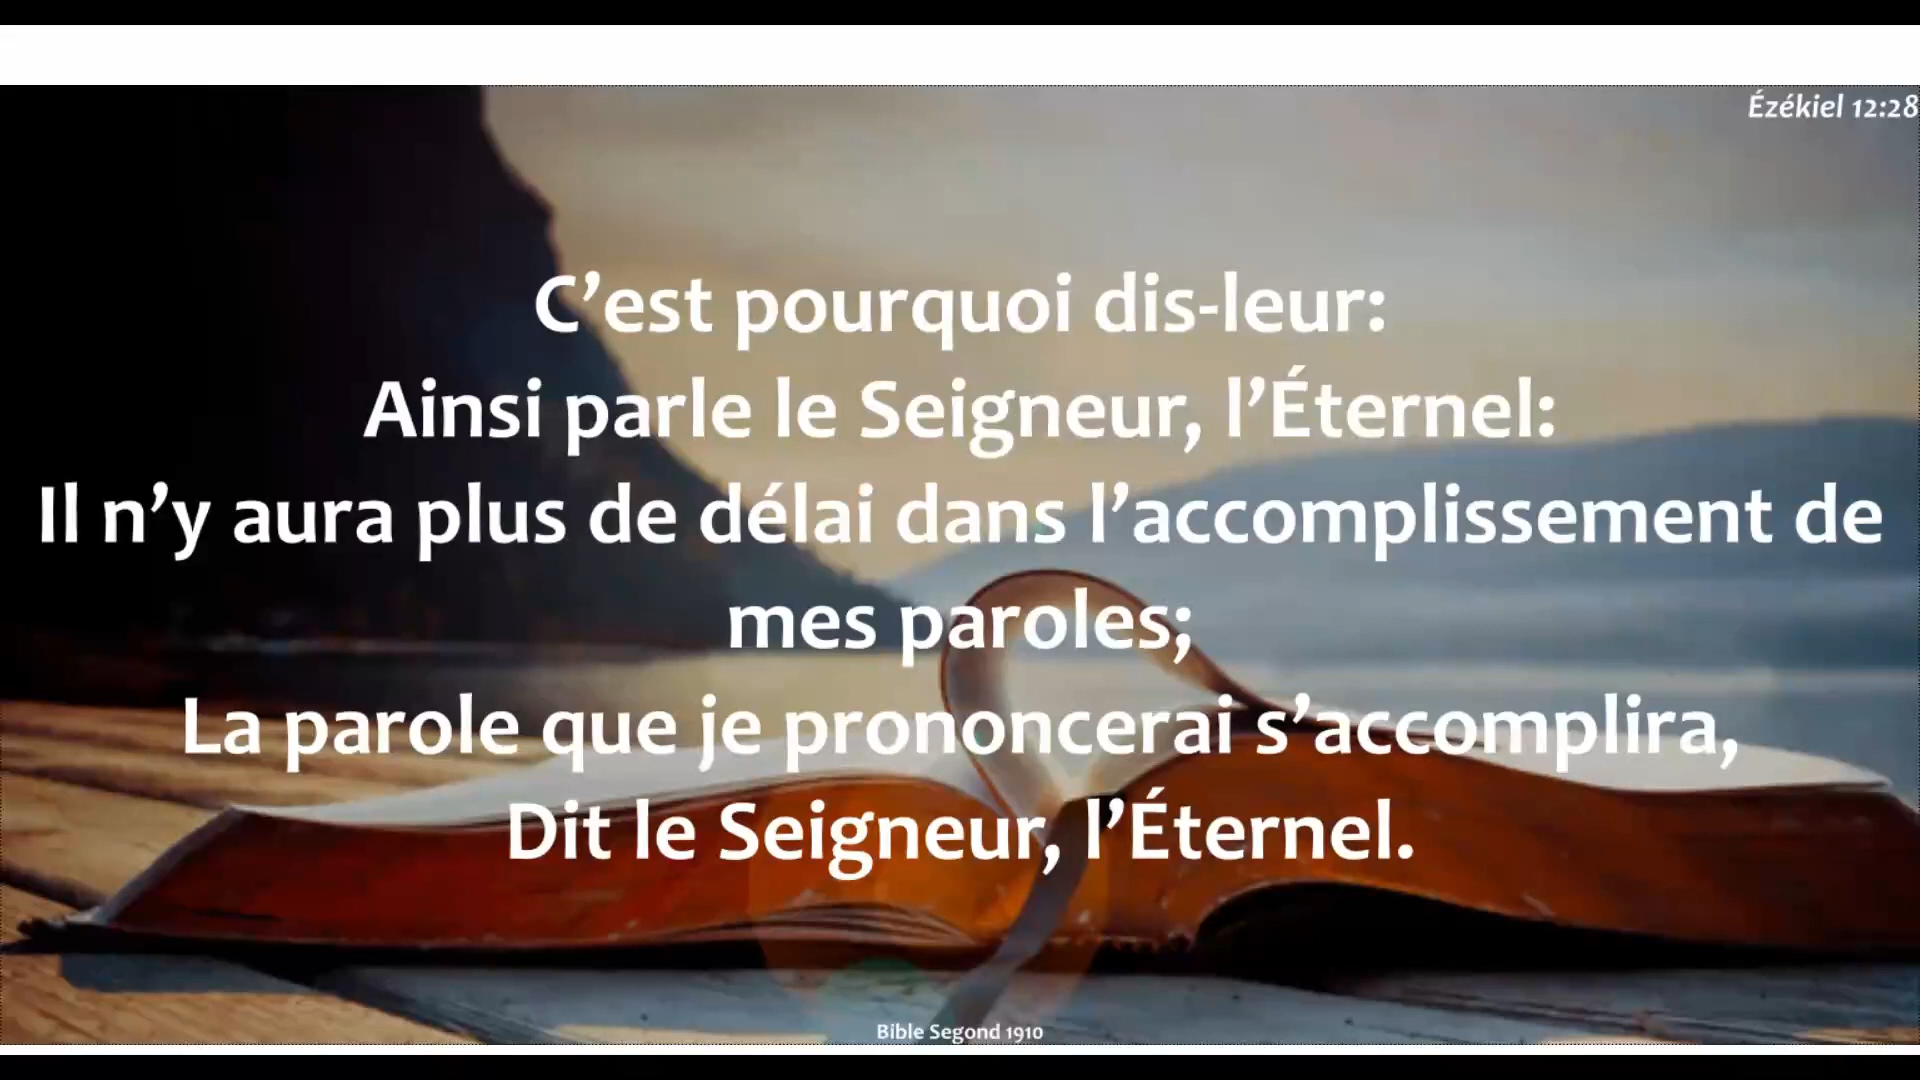 Ézékiel 12:28
C’est pourquoi dis-leur:
Ainsi parle le Seigneur, l’Éternel:
Il n’y aura plus de délai dans l’accomplissement de
mes paroles;
La parole que je prononcerai s’accomplira,
Dit le Seigneur, l’Éternel.
Bible Segond 1910